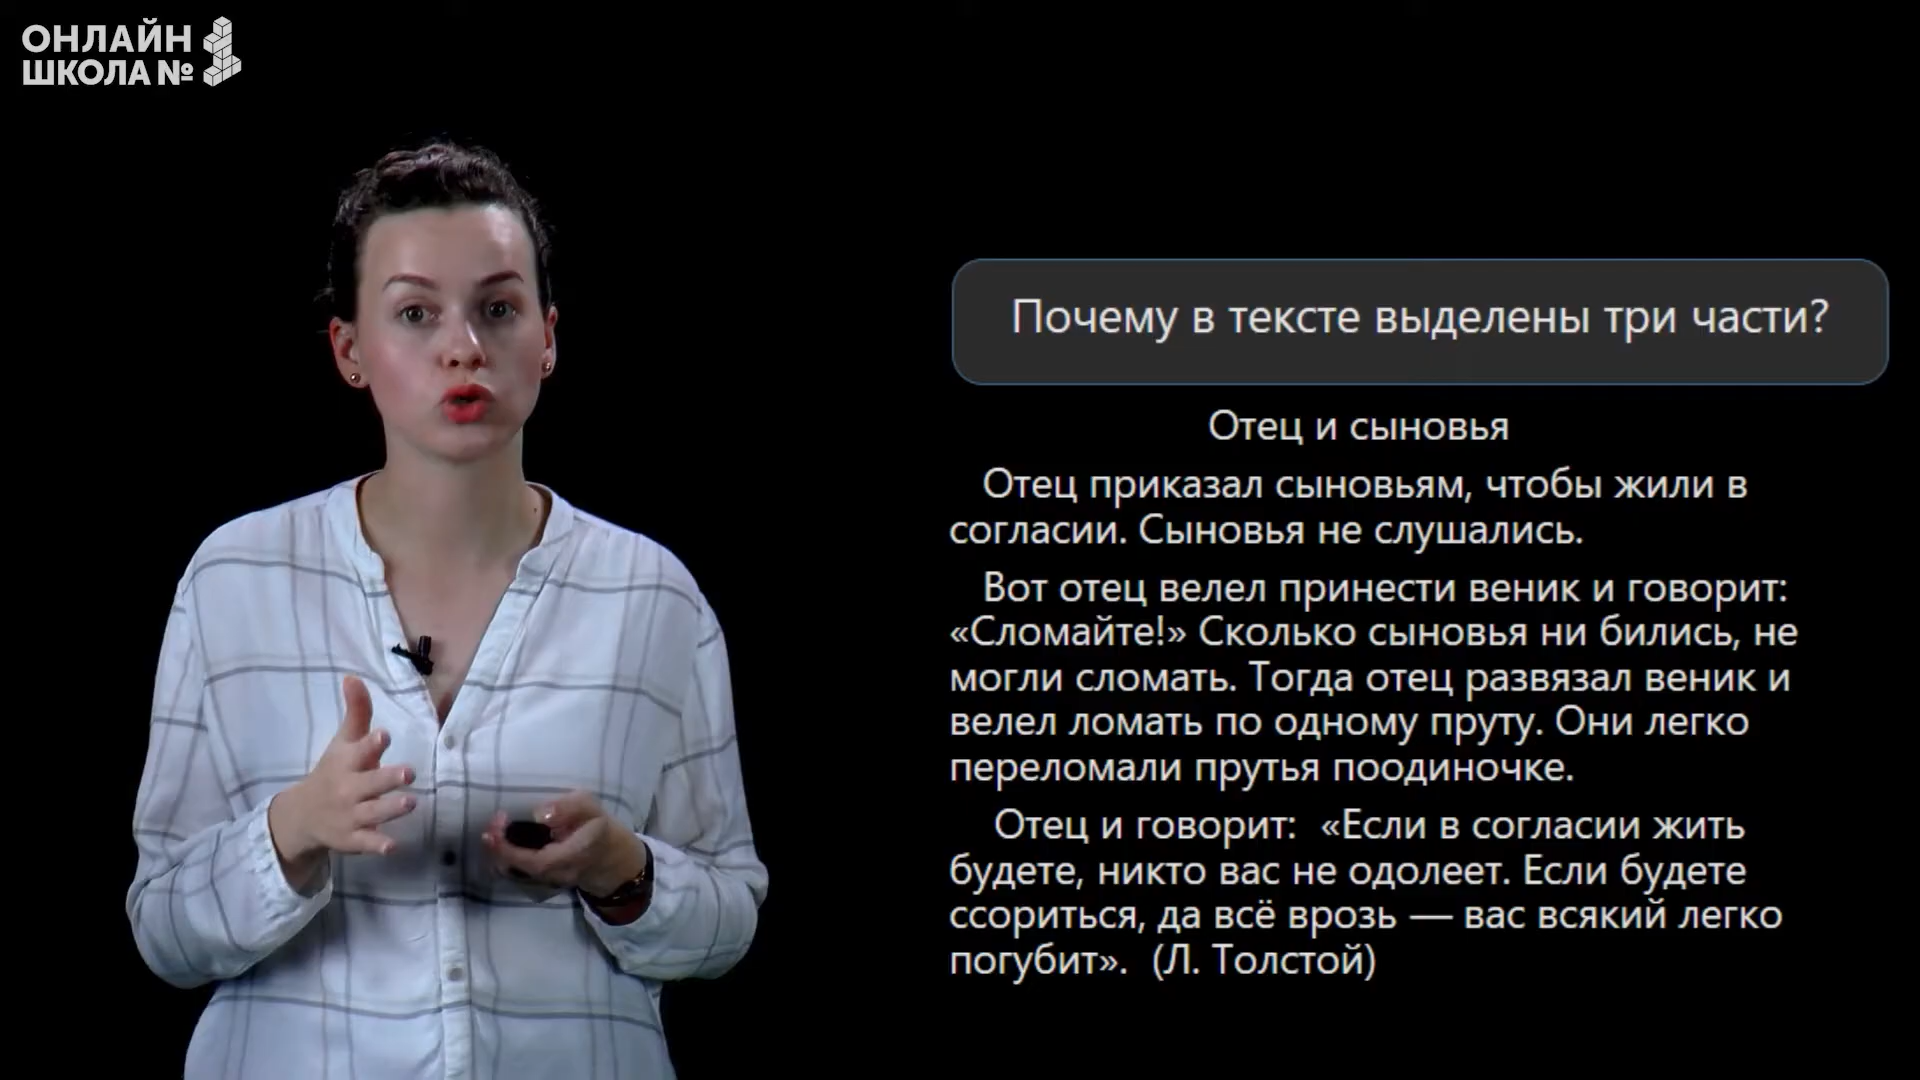 ОНЛАЙН
ШКОЛА №
Почему в тексте выделены три части?
Отец и сыновья
Отец приказал сыновьям, чтобы жили в
согласии. Сыновья не слушались.
Вот отец велел принести веник и говорит:
«Сломайте!» Сколько сыновья ни бились, не
могли сломать. Тогда отец развязал веник и
велел ломать по одному пруту. Они легко
переломали прутья поодиночке.
Отец и говорит: «Если в согласии жить
будете, никто вас не одолеет. Если будете
ссориться, да всё врозь — вас всякий легко
погубит». (Л. Толстой)